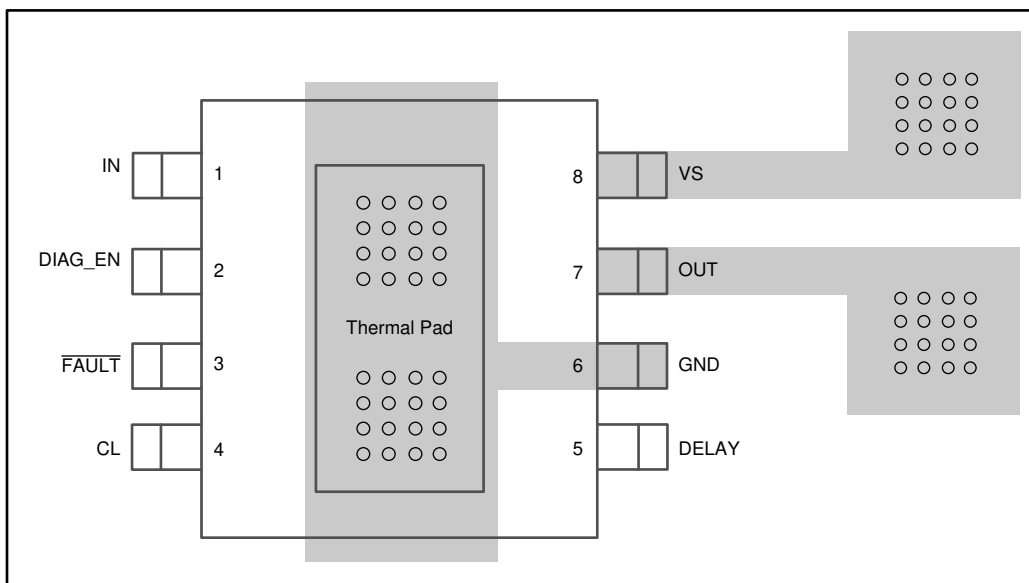 IN
1
8
VS
DIAG_EN
2
7
OUT
Thermal Pad
FAULT
3
6
GND
CL
4
5
DELAY